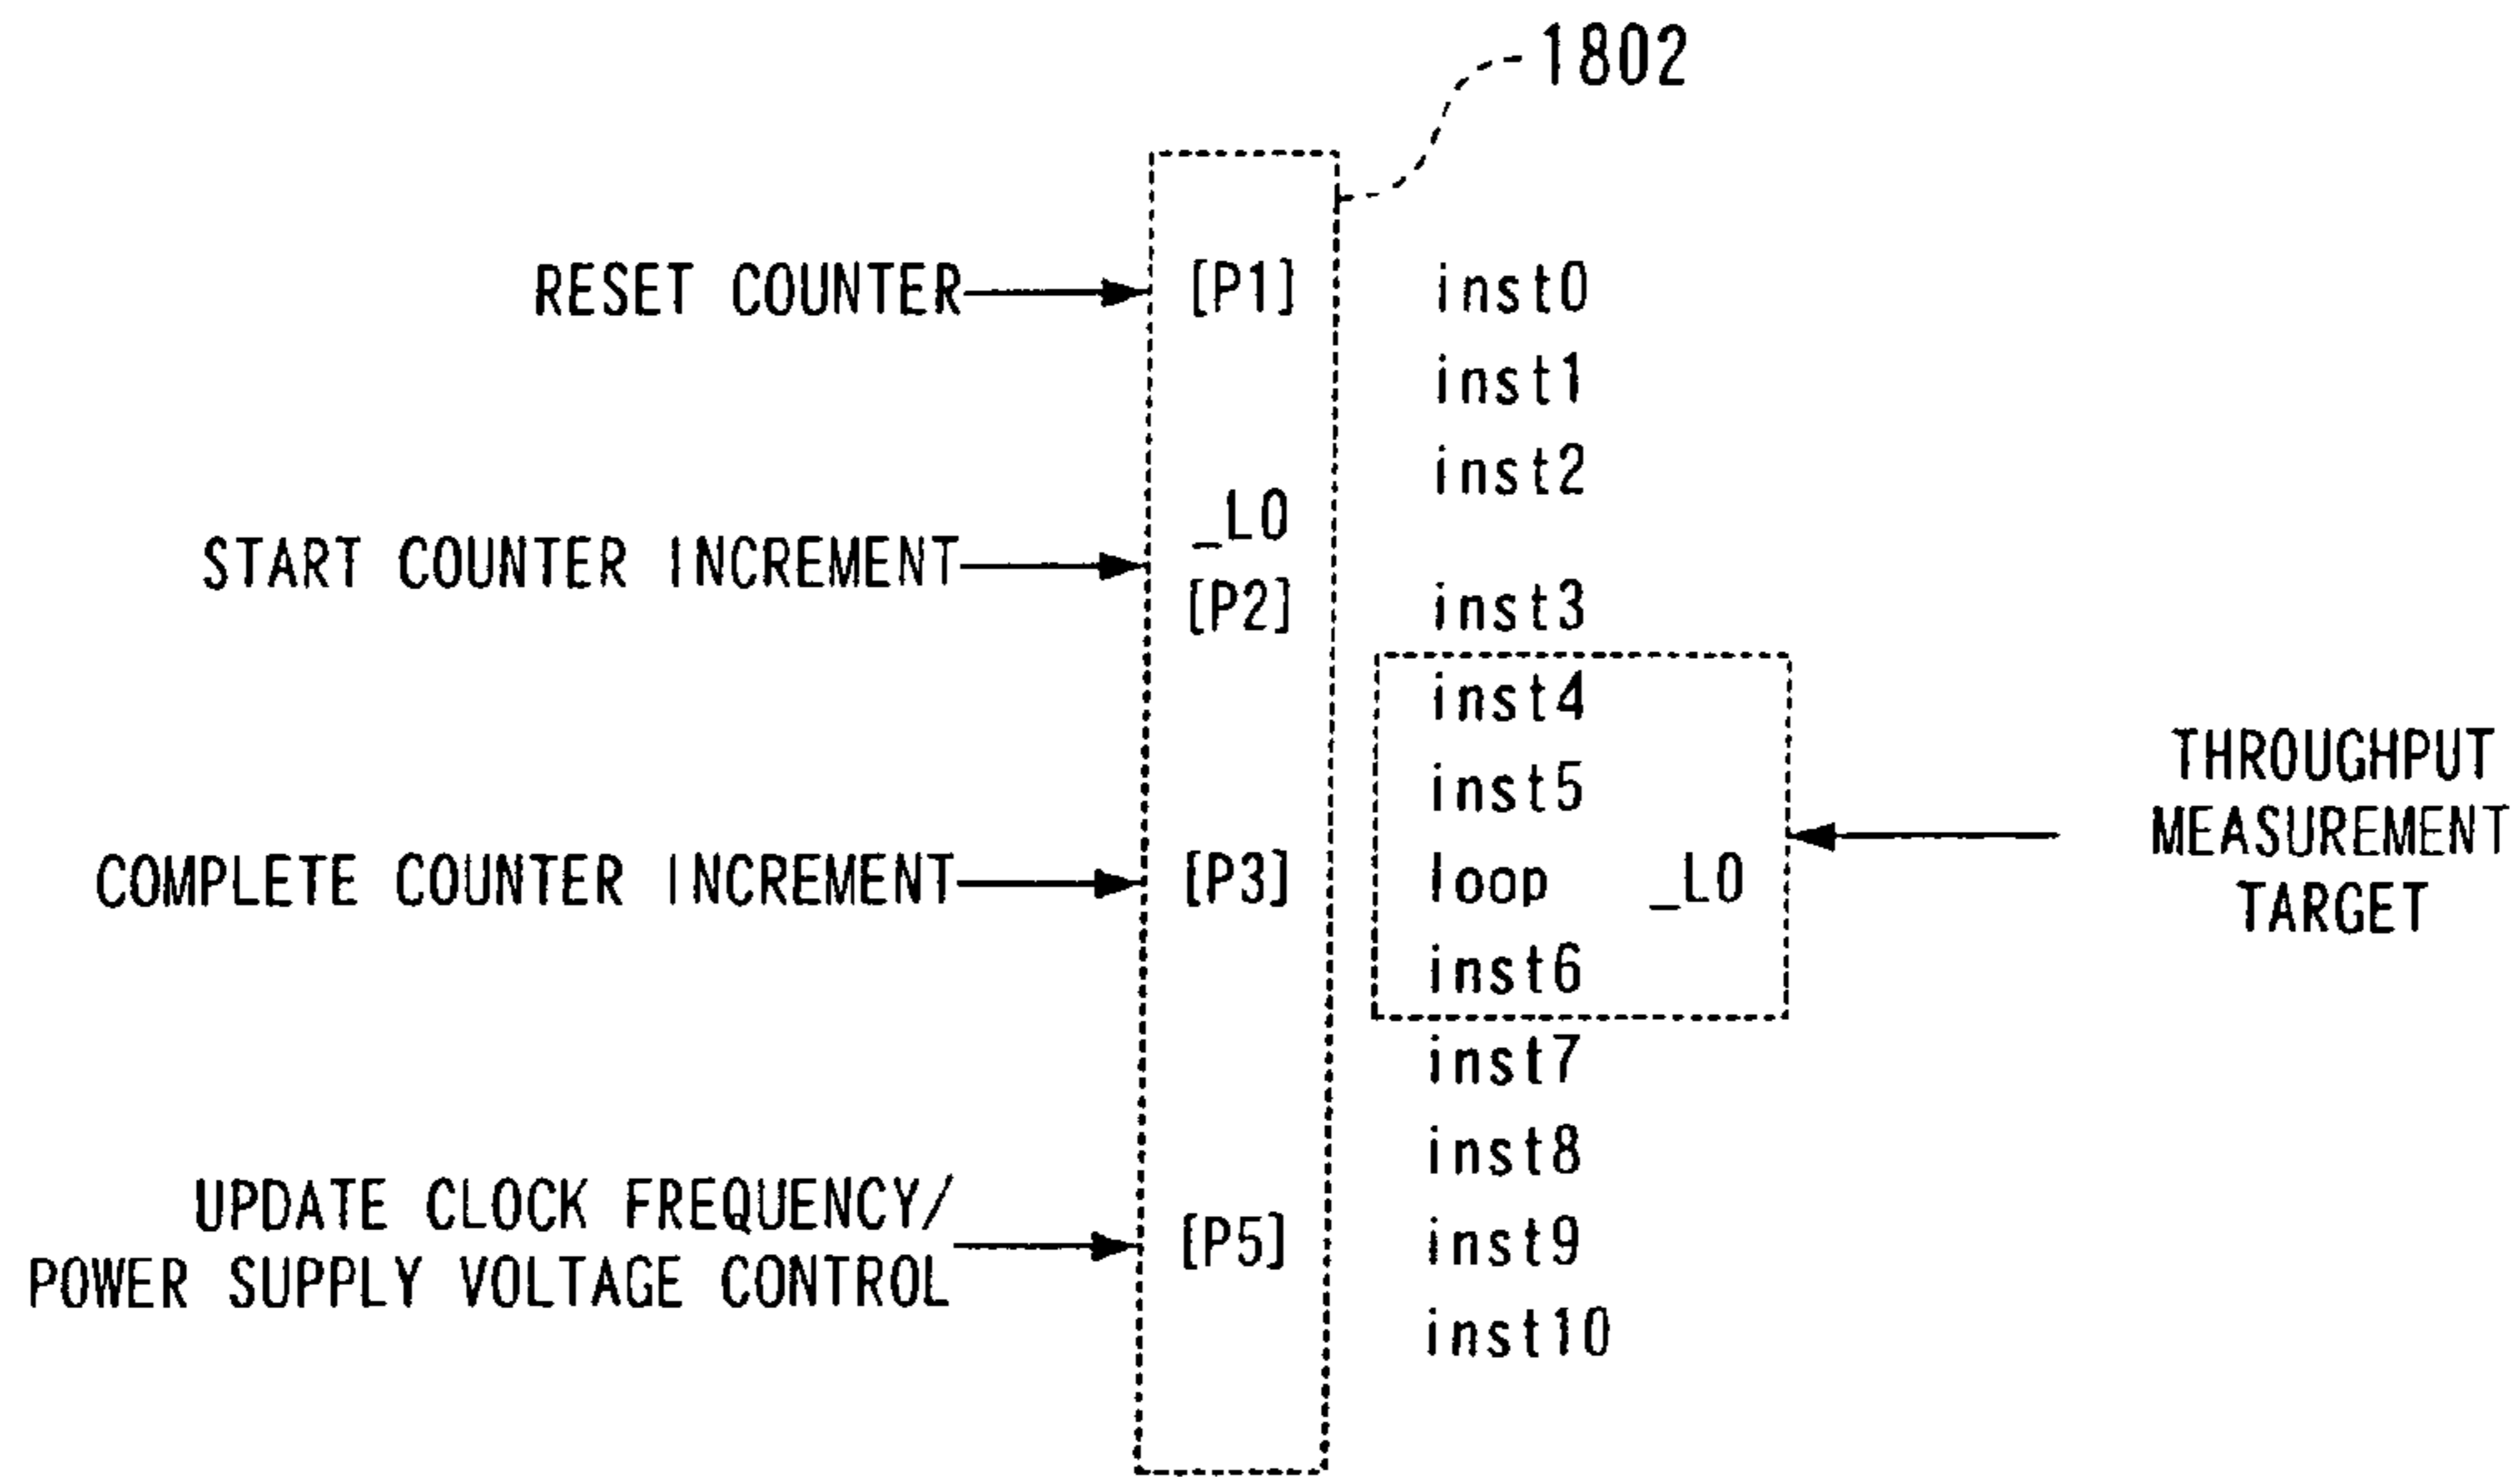 1802
RESET COUNTER [P1] inst0
inst1
inst2
_L0
START COUNTER INCREMENT
[P2] inst3
inst4
inst5
COMPLETE COUNTER INCREMENT [P3] loop _L0
inst6
THROUGHPUT
MEASUREMENT
TARGET
inst7
inst8
UPDATE CLOCK FREQUENCY/
POWER SUPPLY VOLTAGE CONTROL
[P5] inst9
inst10